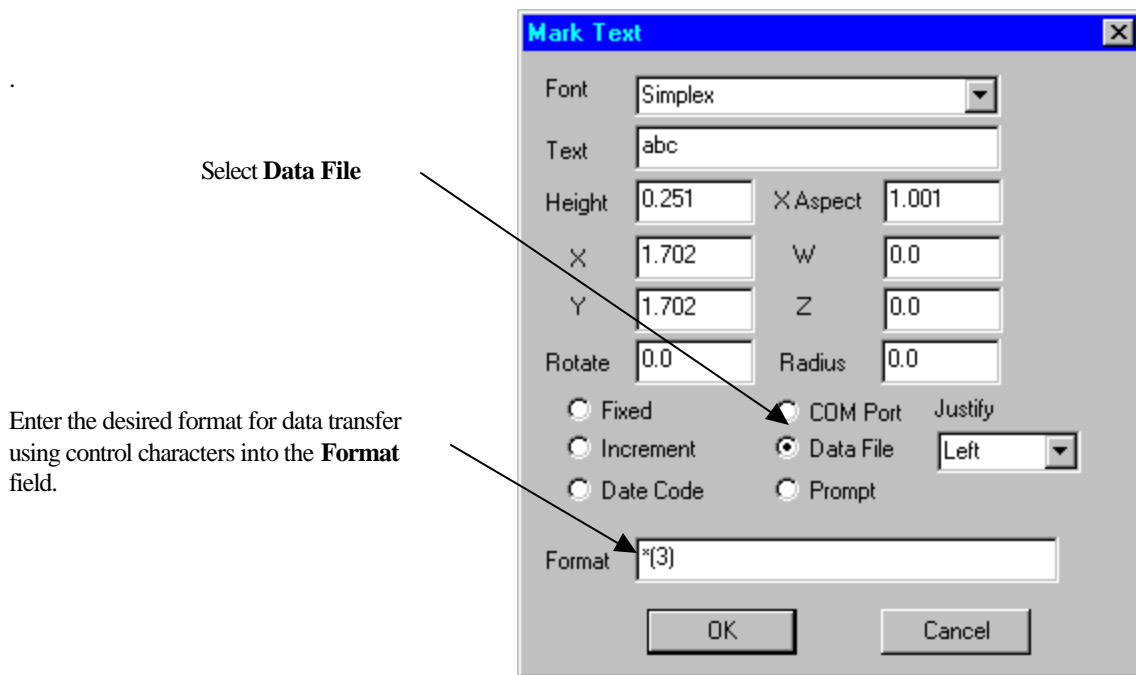 Mark Text
.
Font Simplex
Text abc
Select Data File
Height 0.251 X Aspect 1.001
X 1.702 W 0.0
Y 1.702 Z 0.0
Rotate 0.0 Radius 0.0
Fixed COM Port Justify
Increment Data File Left
Date Code Prompt
Enter the desired format for data transfer
using control characters into the Format
field.
Format *(3)
OK Cancel